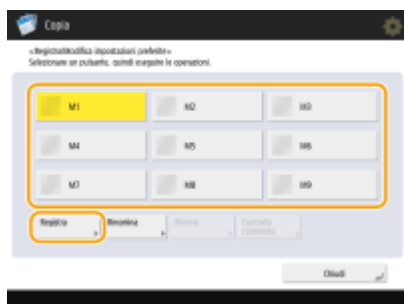 Copia
<Registra/Modifica impostazioni preferite>
Selezionare un pulsante, quindi eseguire le operazioni.
M1 M2 M3
M4 M5 M6
M7 M8 M9
Registra Rinomina Elimina Controlla contenuto
Chiudi